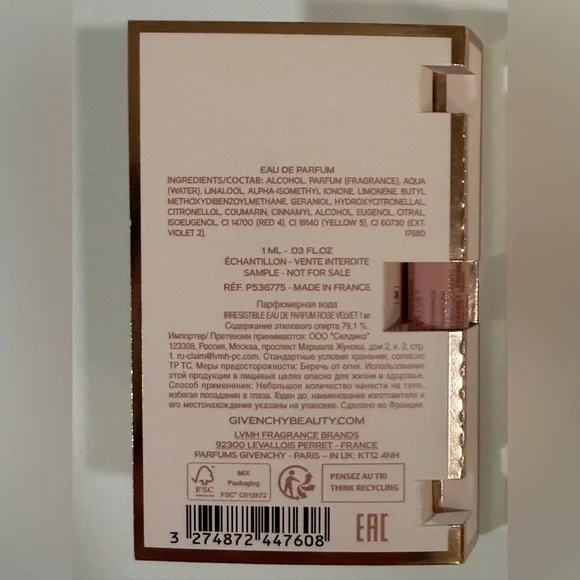 EAU DE PARFUM
INGREDIENTS/СОСТАВ: ALCOHOL, PARFUM (FRAGRANCE), AQUA
(WATER), LINALOOL, ALPHA-ISOMETHYL IONONE, LIMONENE, BUTYL
METHOXYDIBENZOYLMETHANE, GERANIOL, HYDROXYCITRONELLAL,
CITRONELLOL, COUMARIN, CINNAMYL ALCOHOL, EUGENOL, CITRAL,
ISOEUGENOL, CI 14700 (RED 4), CI 19140 (YELLOW 5), CI 60730 (EXT.
VIOLET 2). 17680
1 ML - .03 FL.OZ
ÉCHANTILLON - VENTE INTERDITE
SAMPLE - NOT FOR SALE
RÉF. P536775 - MADE IN FRANCE
Парфюмерная вода
IRRESISTIBLE EAU DE PARFUM ROSE VELVET 1 мл
Содержание этилового спирта 79,1 %.
Импортер/ Претензии принимаются: ООО "Селдико"
123308, Россия, Москва, проспект Маршала Жукова, дом 2, к. 2, стр.
1. ru-claim@lvmh-pc.com. Стандартные условия хранения, согласно
ТР ТС. Меры предосторожности: Беречь от огня. Использование
этой продукции в пищевых целях опасно для жизни и здоровья.
Способ применения: Небольшое количество нанести на тело,
избегая попадания в глаза. Годен до, наименование изготовителя и
его местонахождение указаны на упаковке. Сделано во Франции.
GIVENCHYBEAUTY.COM
LVMH FRAGRANCE BRANDS
92300 LEVALLOIS PERRET - FRANCE
PARFUMS GIVENCHY - PARIS - IN UK: KT12 4NH
FSC
MIX
Packaging
FSC® C012872
PENSEZ AU TRI
THINK RECYCLING
3 274872 447608
EAC